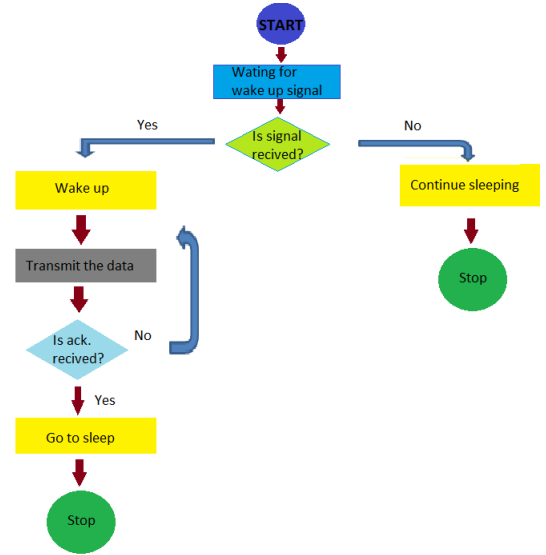 START
Wating for
wake up signal
Is signal
recived?
Yes
No
Wake up
Continue sleeping
Transmit the data
Stop
Is ack.
recived?
No
Yes
Go to sleep
Stop